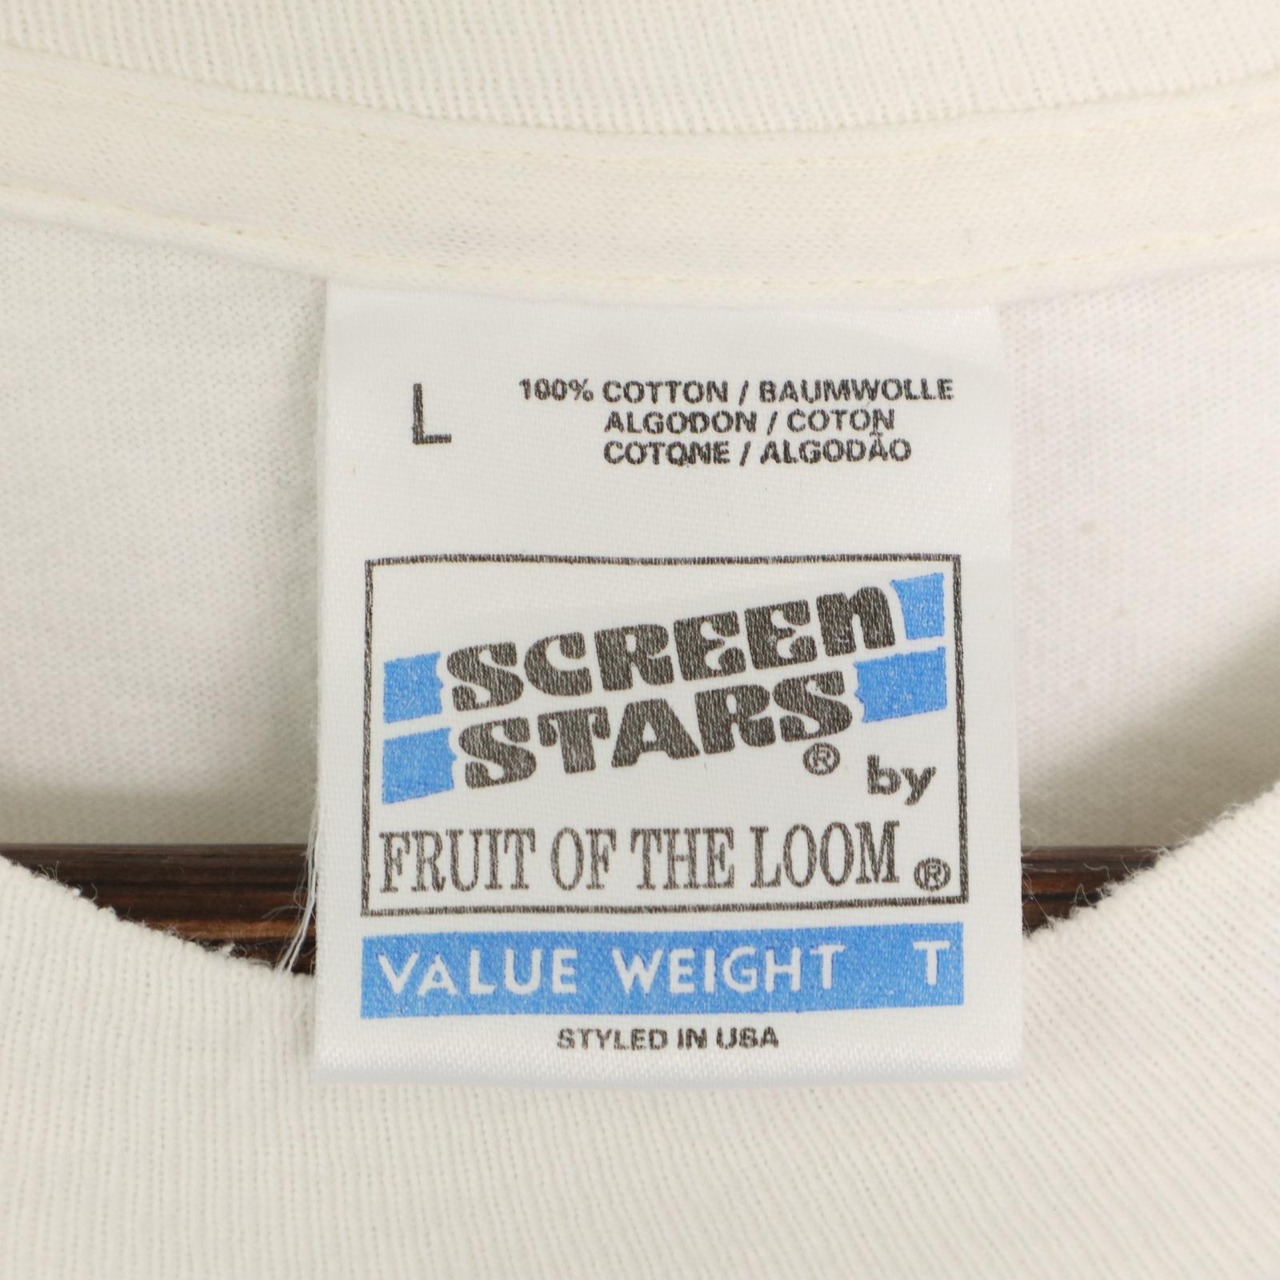 L
100% COTTON / BAUMWOLLE
ALGODON / COTON
COTONE / ALGODÃO
SCREEN
STARS® by
FRUIT OF THE LOOM®
VALUE WEIGHT T
STYLED IN USA